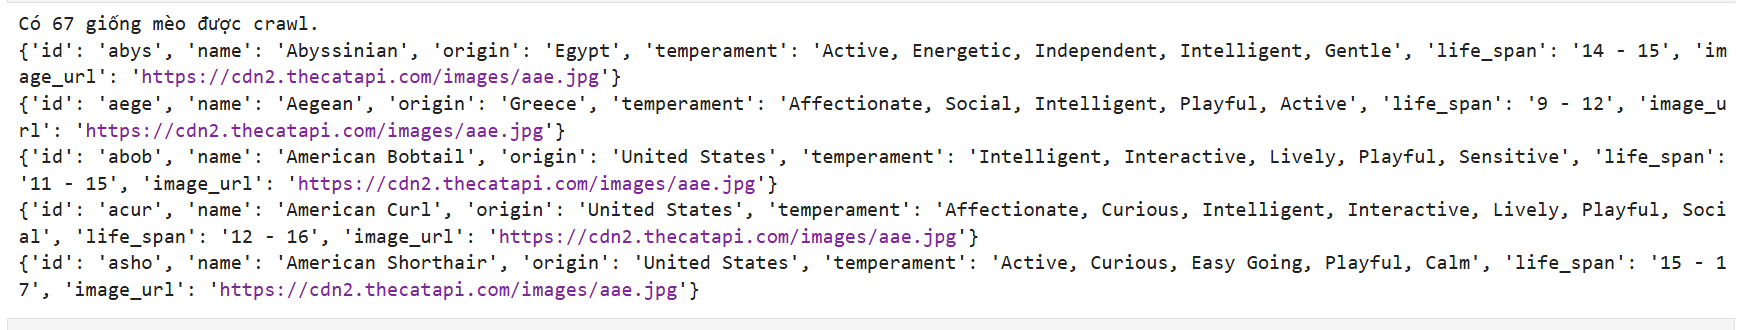 Có 67 giống mèo được crawl.
{'id': 'abys', 'name': 'Abyssinian', 'origin': 'Egypt', 'temperament': 'Active, Energetic, Independent, Intelligent, Gentle', 'life_span': '14 - 15', 'im
age_url': 'https://cdn2.thecatapi.com/images/aae.jpg'}
{'id': 'aege', 'name': 'Aegean', 'origin': 'Greece', 'temperament': 'Affectionate, Social, Intelligent, Playful, Active', 'life_span': '9 - 12', 'image_u
rl': 'https://cdn2.thecatapi.com/images/aae.jpg'}
{'id': 'abob', 'name': 'American Bobtail', 'origin': 'United States', 'temperament': 'Intelligent, Interactive, Lively, Playful, Sensitive', 'life_span':
'11 - 15', 'image_url': 'https://cdn2.thecatapi.com/images/aae.jpg'}
{'id': 'acur', 'name': 'American Curl', 'origin': 'United States', 'temperament': 'Affectionate, Curious, Intelligent, Interactive, Lively, Playful, Soci
al', 'life_span': '12 - 16', 'image_url': 'https://cdn2.thecatapi.com/images/aae.jpg'}
{'id': 'asho', 'name': 'American Shorthair', 'origin': 'United States', 'temperament': 'Active, Curious, Easy Going, Playful, Calm', 'life_span': '15 - 1
7', 'image_url': 'https://cdn2.thecatapi.com/images/aae.jpg'}